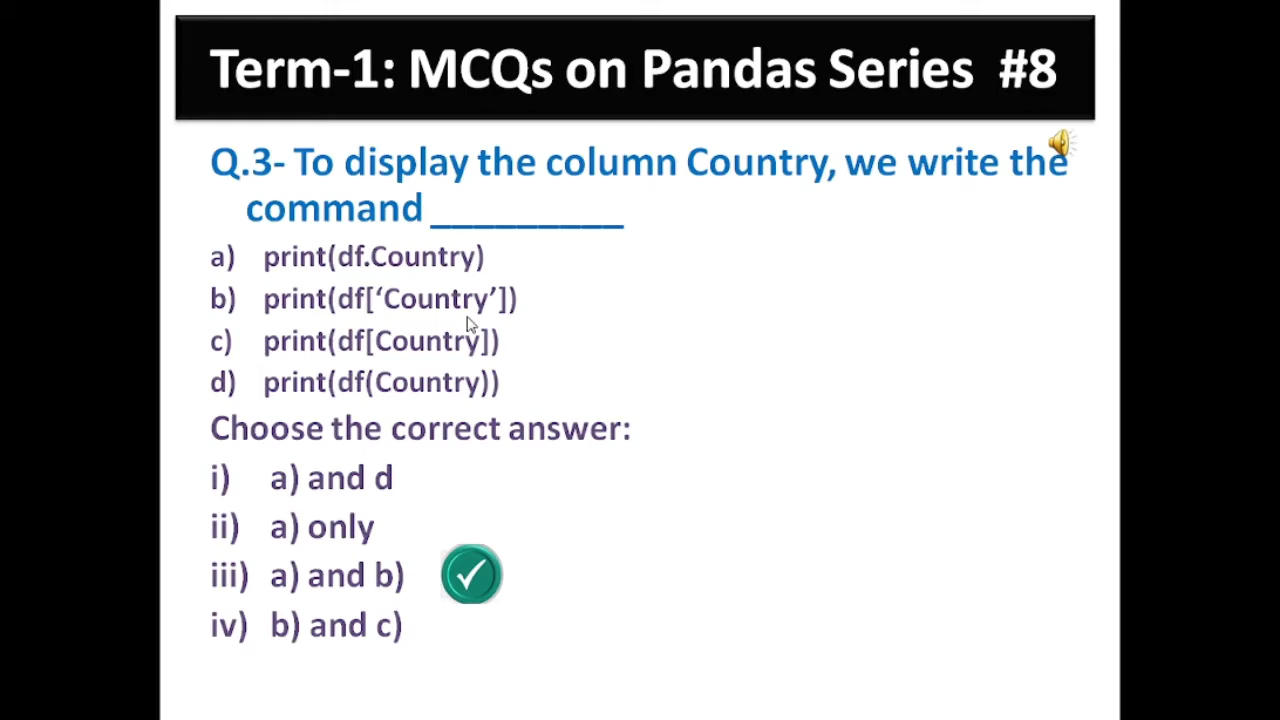 Term-1: MCQs on Pandas Series #8
Q.3- To display the column Country, we write the
command _________
a) print(df.Country)
b) print(df[‘Country’])
c) print(df[Country])
d) print(df(Country))
Choose the correct answer:
i) a) and d
ii) a) only
iii) a) and b)
iv) b) and c)